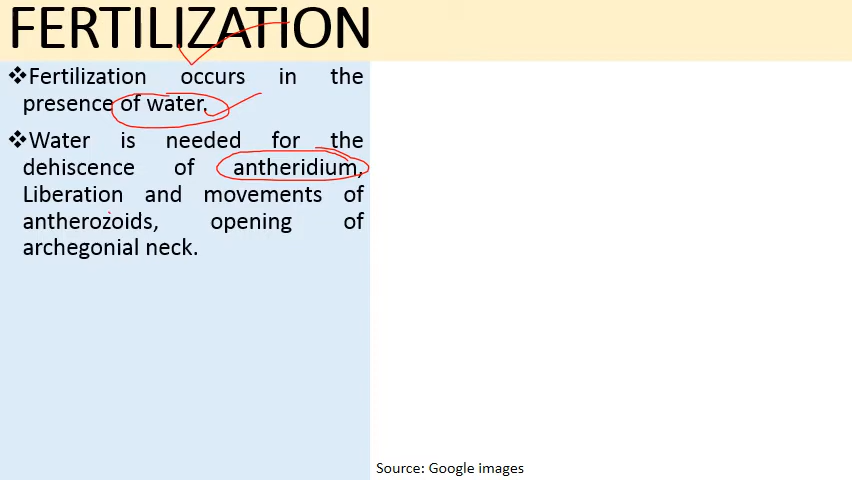 FERTILIZATION
❖Fertilization occurs in the
presence of water.
❖Water is needed for the
dehiscence of antheridium,
Liberation and movements of
antherozoids, opening of
archegonial neck.
Source: Google images